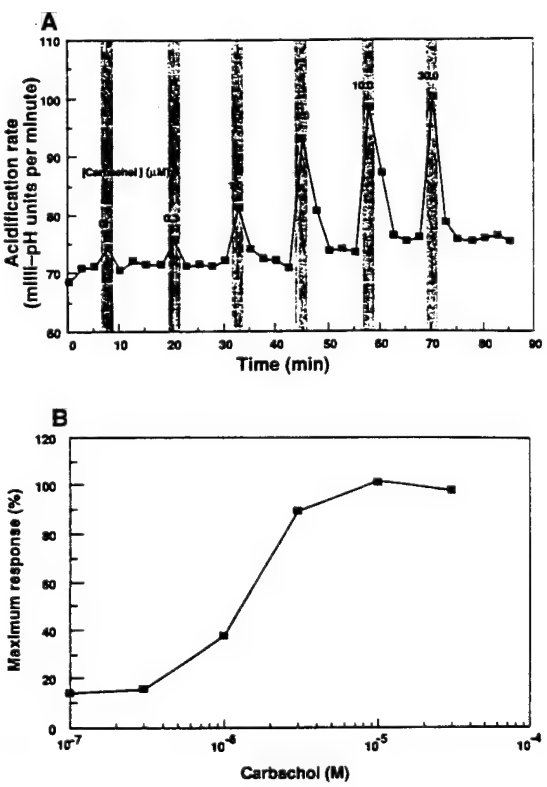 A
Acidification rate
(milli–pH units per minute)
110
100
90
80
70
60
[Carbachol] (μM)
10.0
30.0
0 10 20 30 40 50 60 70 80 90
Time (min)
B
Maximum response (%)
120
100
80
60
40
20
0
10-7 10-6 10-5 10-4
Carbachol (M)